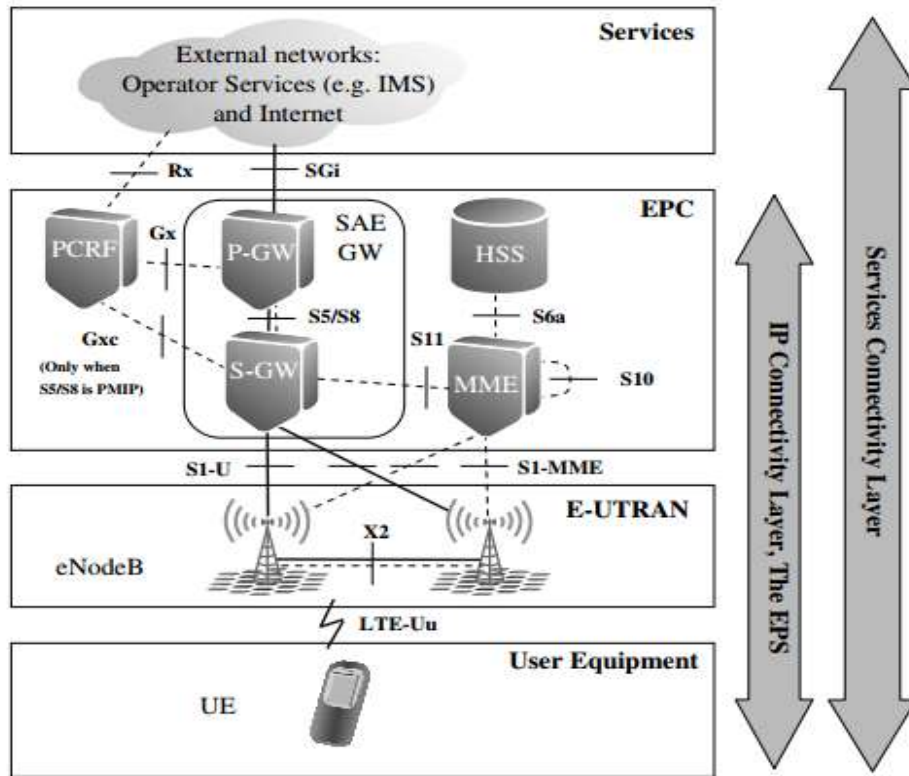 Services
External networks:
Operator Services (e.g. IMS)
and Internet
Rx
SGi
EPC
SAE
GW
PCRF
Gx
P-GW
HSS
S5/S8
S6a
Gxc
(Only when
S5/S8 is PMIP)
S-GW
S11
MME
S10
S1-U
S1-MME
E-UTRAN
X2
eNodeB
LTE-Uu
User Equipment
UE
IP Connectivity Layer, The EPS
Services Connectivity Layer